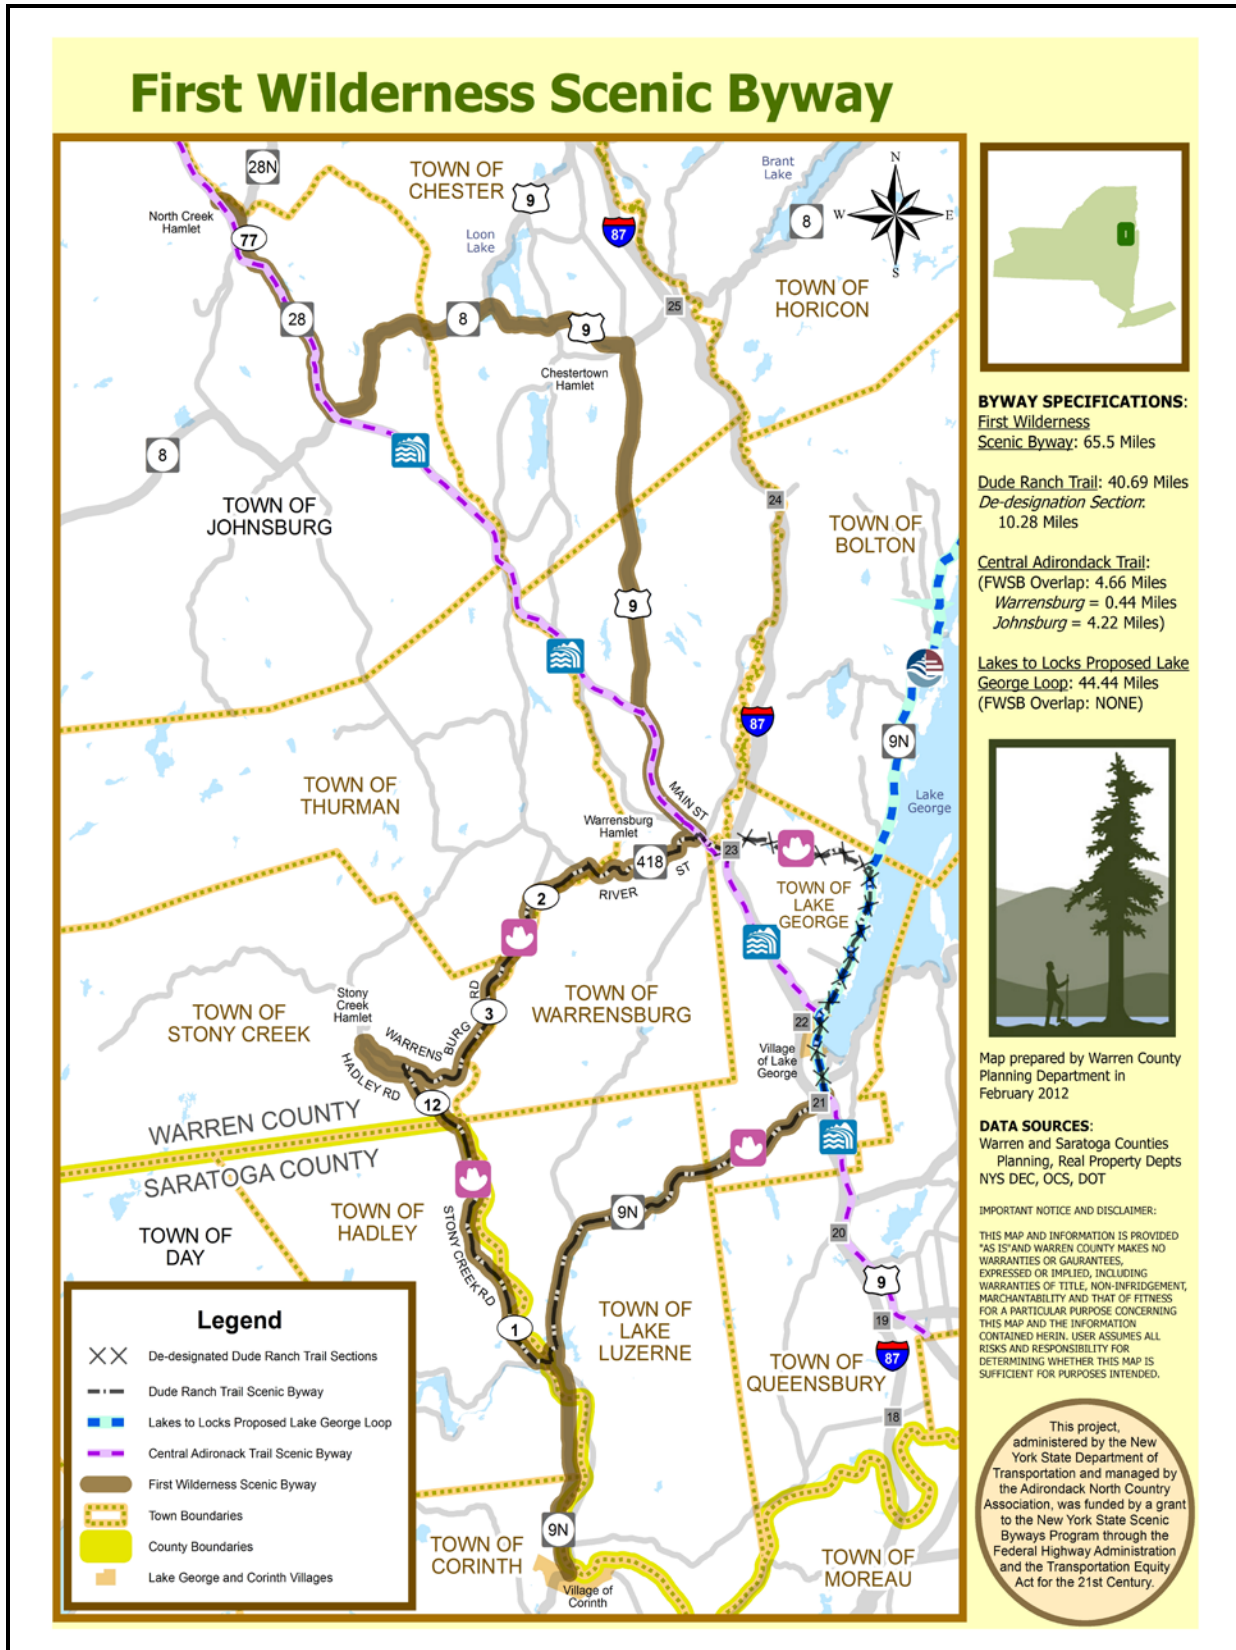 First Wilderness Scenic Byway
28N
TOWN OF
CHESTER
9
Brant
Lake
N
W
E
S
8
North Creek
Hamlet
77
Loon
Lake
87
TOWN OF
HORICON
28
8
9
25
Chestertown
Hamlet
8
TOWN OF
JOHNSBURG
24
TOWN OF
BOLTON
9
87
9N
Lake
George
TOWN OF
THURMAN
MAIN ST
Warrensburg
Hamlet
418
23
RIVER ST
2
TOWN OF
LAKE
GEORGE
TOWN OF
STONY CREEK
Stony
Creek
Hamlet
WARRENS BURG RD
3
TOWN OF
WARRENSBURG
22
Village
of Lake
George
HADLEY RD
12
21
WARREN COUNTY
SARATOGA COUNTY
TOWN OF
DAY
TOWN OF
HADLEY
STONY CREEK RD
9N
20
9
19
87
1
TOWN OF
LAKE
LUZERNE
TOWN OF
QUEENSBURY
18
9N
TOWN OF
CORINTH
Village of
Corinth
TOWN OF
MOREAU
Legend
De-designated Dude Ranch Trail Sections
Dude Ranch Trail Scenic Byway
Lakes to Locks Proposed Lake George Loop
Central Adironack Trail Scenic Byway
First Wilderness Scenic Byway
Town Boundaries
County Boundaries
Lake George and Corinth Villages
BYWAY SPECIFICATIONS:
First Wilderness
Scenic Byway: 65.5 Miles
Dude Ranch Trail: 40.69 Miles
De-designation Section:
10.28 Miles
Central Adirondack Trail:
(FWSB Overlap: 4.66 Miles
Warrensburg = 0.44 Miles
Johnsburg = 4.22 Miles)
Lakes to Locks Proposed Lake
George Loop: 44.44 Miles
(FWSB Overlap: NONE)
Map prepared by Warren County
Planning Department in
February 2012
DATA SOURCES:
Warren and Saratoga Counties
Planning, Real Property Depts
NYS DEC, OCS, DOT
IMPORTANT NOTICE AND DISCLAIMER:
THIS MAP AND INFORMATION IS PROVIDED
"AS IS"AND WARREN COUNTY MAKES NO
WARRANTIES OR GAURANTEES,
EXPRESSED OR IMPLIED, INCLUDING
WARRANTIES OF TITLE, NON-INFRIDGEMENT,
MARCHANTABILITY AND THAT OF FITNESS
FOR A PARTICULAR PURPOSE CONCERNING
THIS MAP AND THE INFORMATION
CONTAINED HERIN. USER ASSUMES ALL
RISKS AND RESPONSIBILITY FOR
DETERMINING WHETHER THIS MAP IS
SUFFICIENT FOR PURPOSES INTENDED.
This project,
administered by the New
York State Department of
Transportation and managed by
the Adirondack North Country
Association, was funded by a grant
to the New York State Scenic
Byways Program through the
Federal Highway Administration
and the Transportation Equity
Act for the 21st Century.